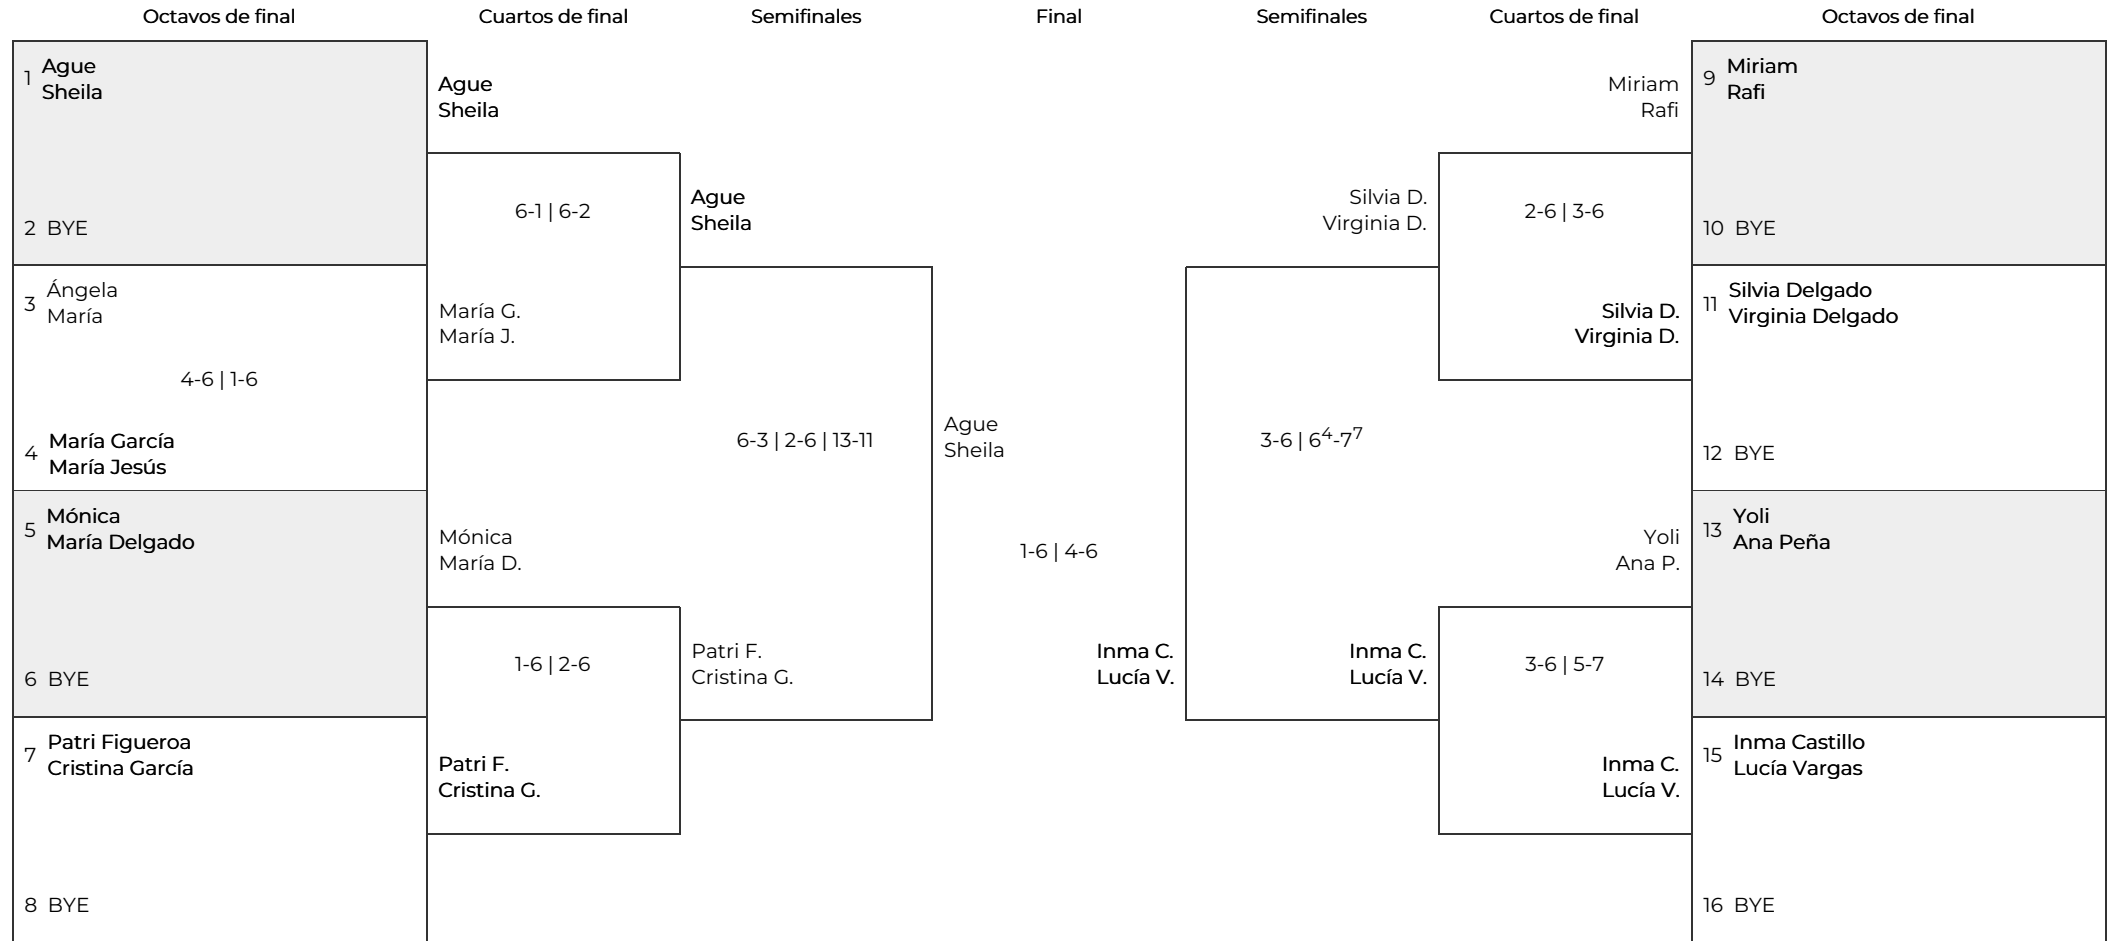 Octavos de final
Cuartos de final
Semifinales
Final
Semifinales
Cuartos de final
Octavos de final
1 Ague
Sheila
2 BYE
3 Ángela
María
4-6 | 1-6
4 María García
María Jesús
5 Mónica
María Delgado
6 BYE
7 Patri Figueroa
Cristina García
8 BYE
Ague
Sheila
6-1 | 6-2
María G.
María J.
Mónica
María D.
1-6 | 2-6
Patri F.
Cristina G.
Ague
Sheila
6-3 | 2-6 | 13-11
Patri F.
Cristina G.
Ague
Sheila
1-6 | 4-6
Inma C.
Lucía V.
Silvia D.
Virginia D.
3-6 | 6⁴-7⁷
Inma C.
Lucía V.
Miriam
Rafi
2-6 | 3-6
Silvia D.
Virginia D.
Yoli
Ana P.
3-6 | 5-7
Inma C.
Lucía V.
9 Miriam
Rafi
10 BYE
11 Silvia Delgado
Virginia Delgado
12 BYE
13 Yoli
Ana Peña
14 BYE
15 Inma Castillo
Lucía Vargas
16 BYE